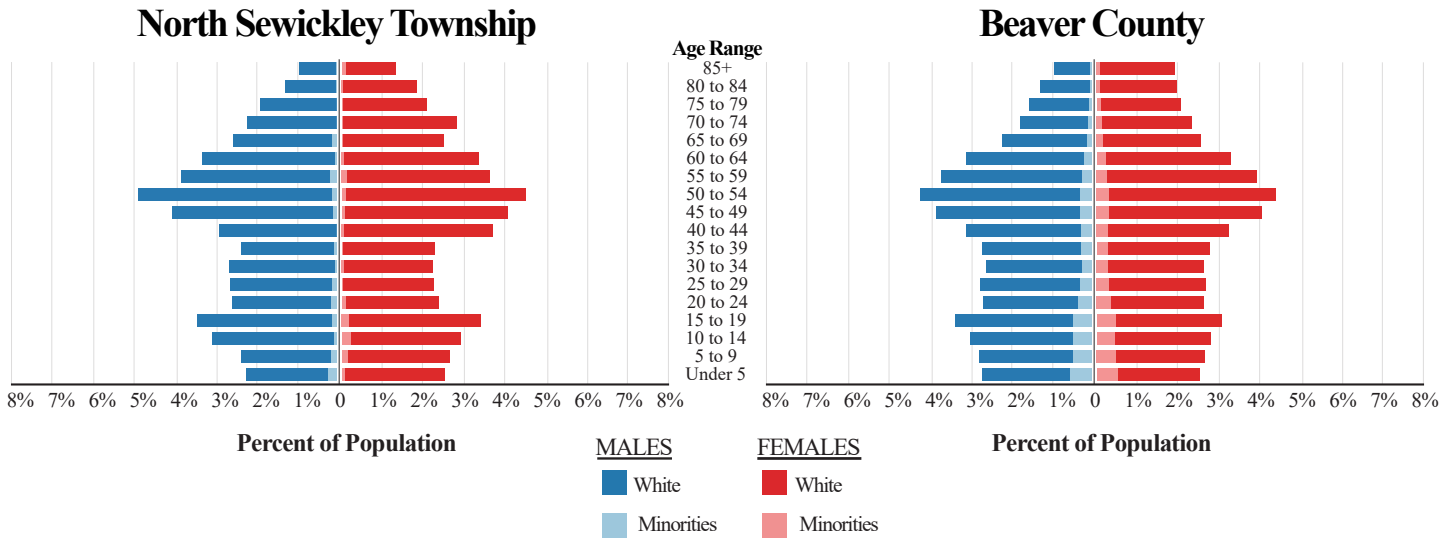 North Sewickley Township
Beaver County
Age Range
85+
80 to 84
75 to 79
70 to 74
65 to 69
60 to 64
55 to 59
50 to 54
45 to 49
40 to 44
35 to 39
30 to 34
25 to 29
20 to 24
15 to 19
10 to 14
5 to 9
Under 5
8% 7% 6% 5% 4% 3% 2% 1% 0 1% 2% 3% 4% 5% 6% 7% 8%
8% 7% 6% 5% 4% 3% 2% 1% 0 1% 2% 3% 4% 5% 6% 7% 8%
Percent of Population
Percent of Population
MALES
White
Minorities
FEMALES
White
Minorities